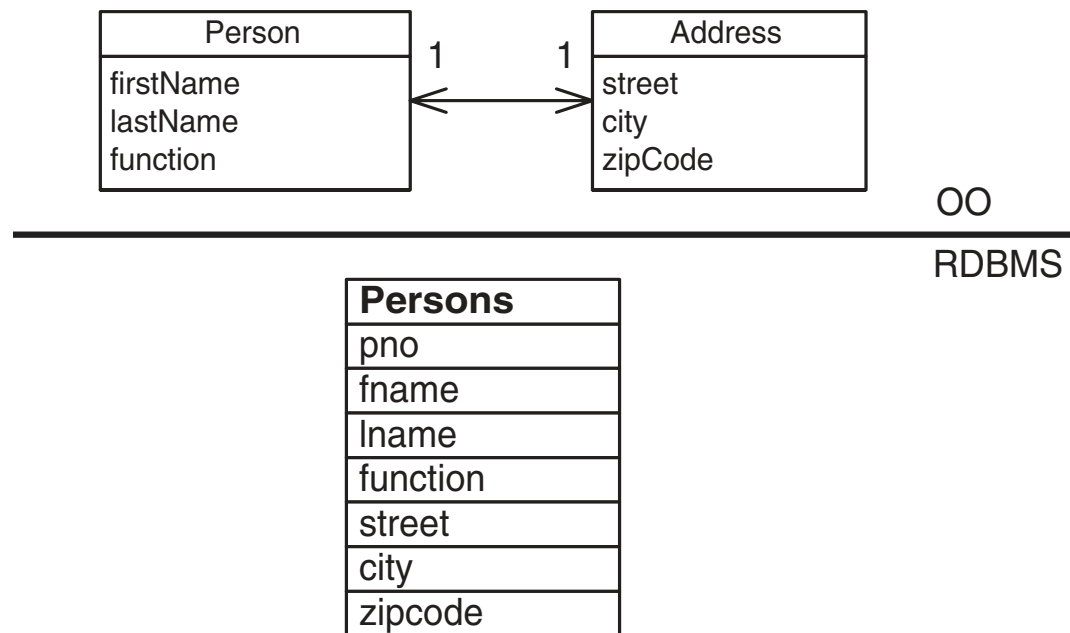 Person
firstName
lastName
function
1
1
Address
street
city
zipCode
OO
RDBMS
Persons
pno
fname
lname
function
street
city
zipcode